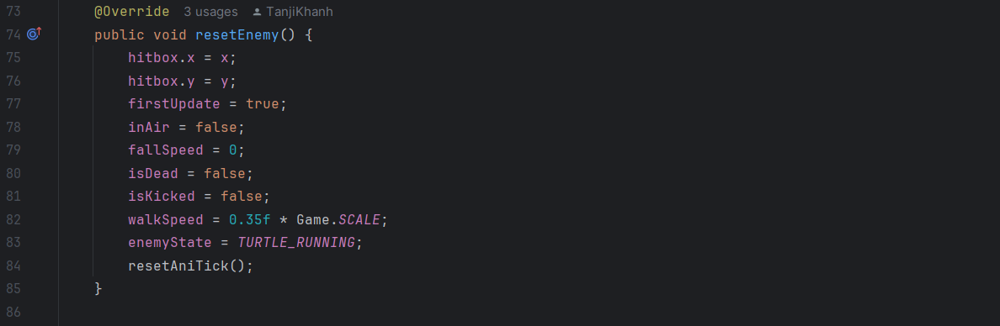 73 @Override 3 usages TanjiKhanh
74 public void resetEnemy() {
75 hitbox.x = x;
76 hitbox.y = y;
77 firstUpdate = true;
78 inAir = false;
79 fallSpeed = 0;
80 isDead = false;
81 isKicked = false;
82 walkSpeed = 0.35f * Game.SCALE;
83 enemyState = TURTLE_RUNNING;
84 resetAniTick();
85 }
86